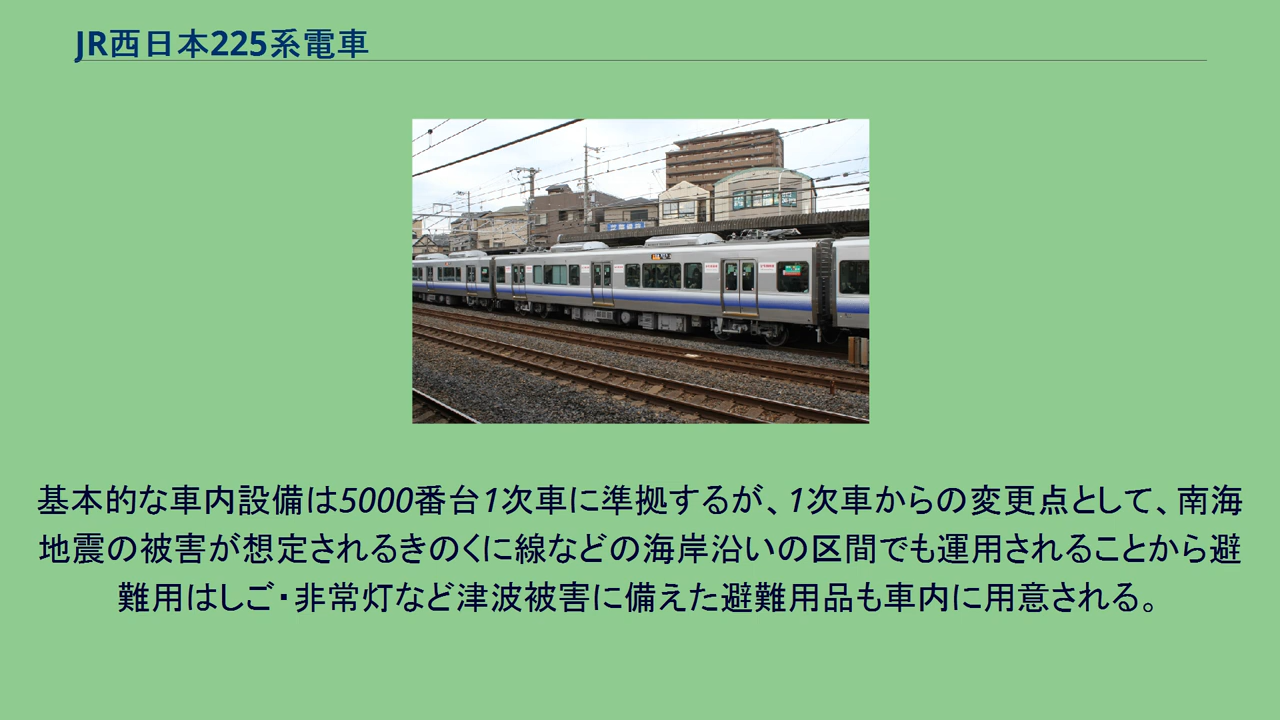 JR西日本225系電車
基本的な車内設備は5000番台1次車に準拠するが、1次車からの変更点として、南海
地震の被害が想定されるきのくに線などの海岸沿いの区間でも運用されることから避
難用はしご・非常灯など津波被害に備えた避難用品も車内に用意される。